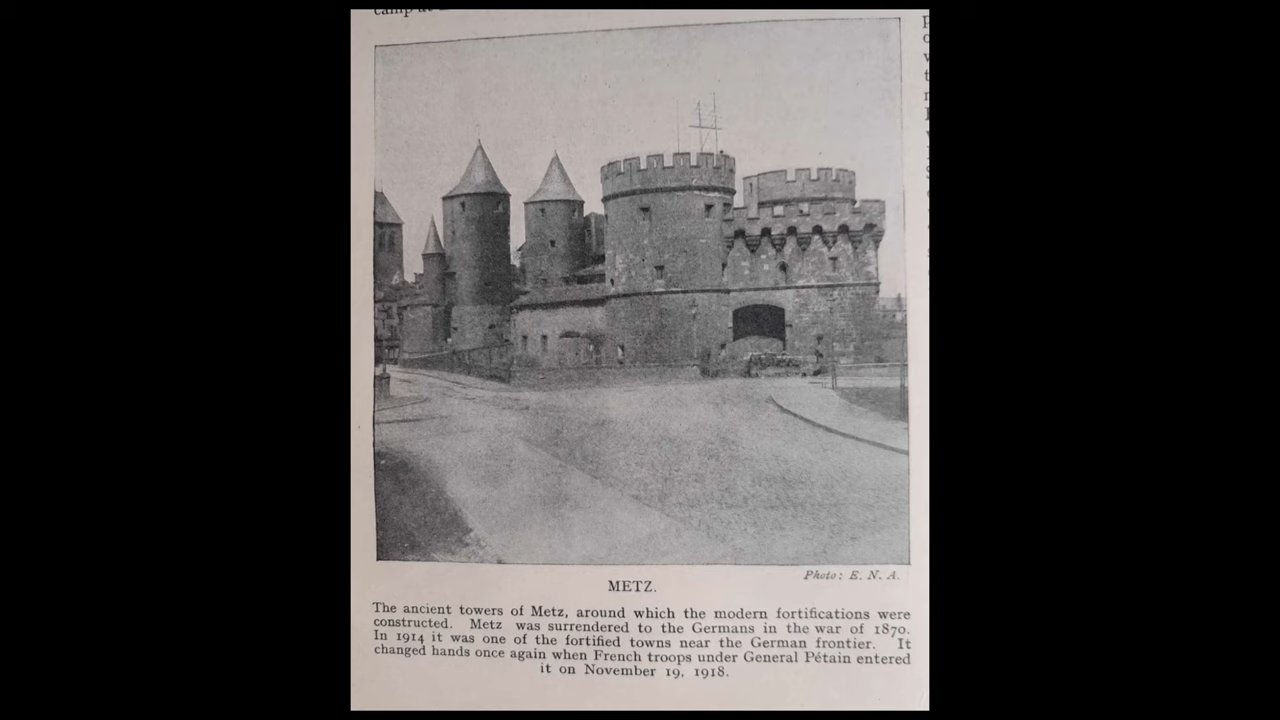 camp at
Photo: E. N. A.
METZ.
The ancient towers of Metz, around which the modern fortifications were
constructed. Metz was surrendered to the Germans in the war of 1870.
In 1914 it was one of the fortified towns near the German frontier. It
changed hands once again when French troops under General Pétain entered
it on November 19, 1918.